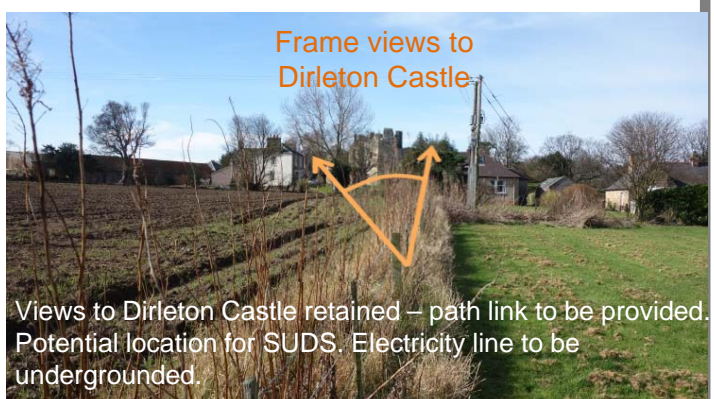 Frame views to
Dirleton Castle
Views to Dirleton Castle retained – path link to be provided.
Potential location for SUDS. Electricity line to be
undergrounded.